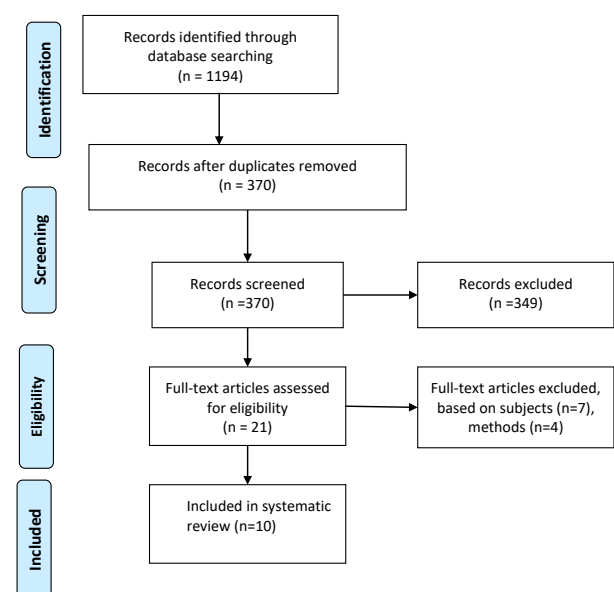 Identification
Records identified through
database searching
(n = 1194)
Records after duplicates removed
(n = 370)
Screening
Records screened
(n =370)
Records excluded
(n =349)
Eligibility
Full-text articles assessed
for eligibility
(n = 21)
Full-text articles excluded,
based on subjects (n=7),
methods (n=4)
Included
Included in systematic
review (n=10)